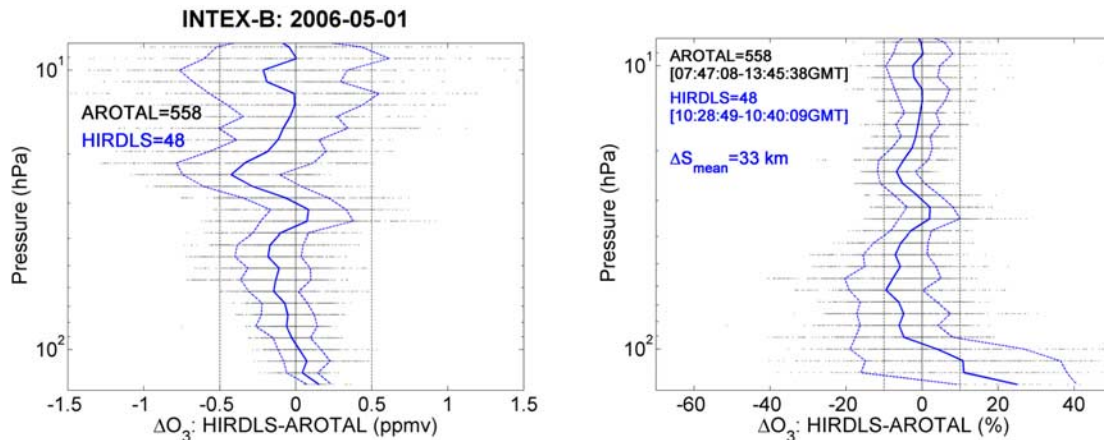 INTEX-B: 2006-05-01
10¹
AROTAL=558
HIRDLS=48
Pressure (hPa)
10²
-1.5 -1 -0.5 0 0.5 1 1.5
ΔO₃: HIRDLS-AROTAL (ppmv)
10¹
AROTAL=558
[07:47:08-13:45:38GMT]
HIRDLS=48
[10:28:49-10:40:09GMT]
ΔS_mean=33 km
Pressure (hPa)
10²
-60 -40 -20 0 20 40
ΔO₃: HIRDLS-AROTAL (%)